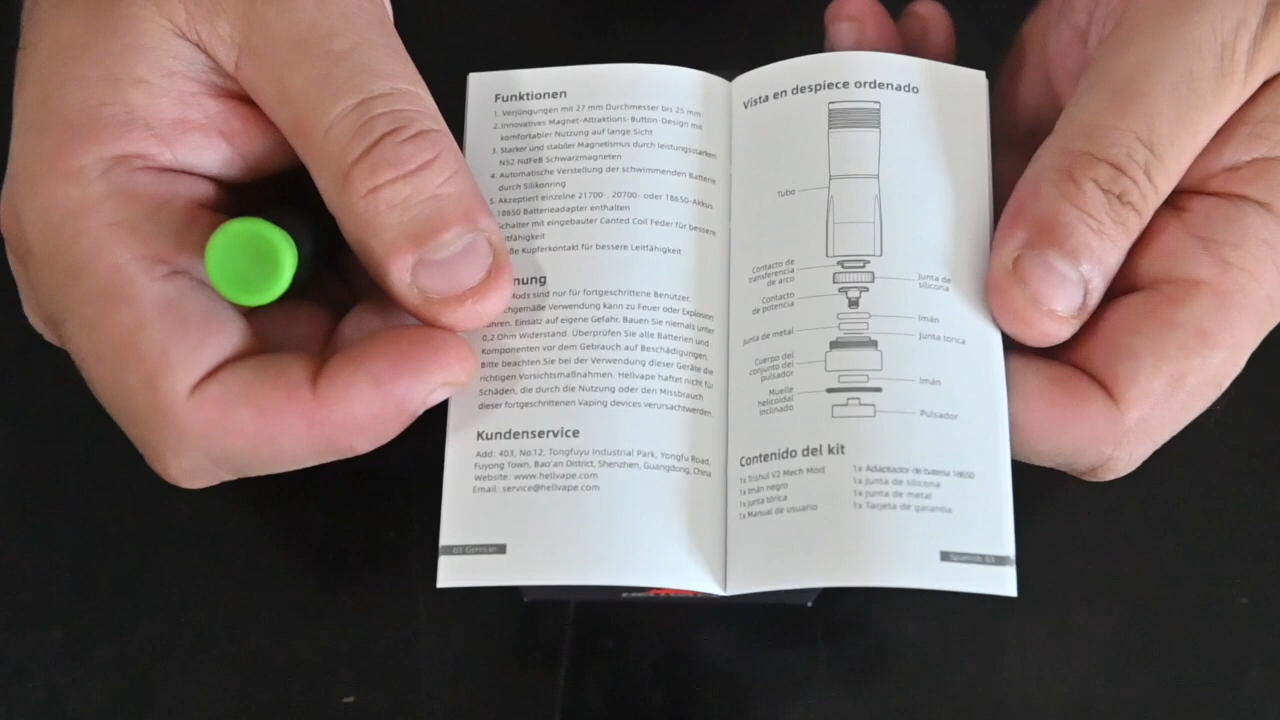 Funktionen
1. Verjüngungen mit 27 mm Durchmesser bis 25 mm
2. Innovatives Magnet-Attraktions-Button-Design mit
komfortabler Nutzung auf lange Sicht
3. Starker und stabiler Magnetismus durch leistungsstarken
N52 NdFeB Schwarzmagneten
4. Automatische Verstellung der schwimmenden Batterie
durch Silikonring
5. Akzeptiert einzelne 21700-, 20700- oder 18650-Akkus
18650 Batterieadapter enthalten
Schalter mit eingebauter Canted Coil Feder für bessere
itfähigkeit
ße Kupferkontakt für bessere Leitfähigkeit
nung
Mods sind nur für fortgeschrittene Benutzer.
chgemäße Verwendung kann zu Feuer oder Explosion
ühren. Einsatz auf eigene Gefahr. Bauen Sie niemals unter
0,2 Ohm Widerstand. Überprüfen Sie alle Batterien und
Komponenten vor dem Gebrauch auf Beschädigungen.
Bitte beachten Sie bei der Verwendung dieser Geräte die
richtigen Vorsichtsmaßnahmen. Hellvape haftet nicht für
Schäden, die durch die Nutzung oder den Missbrauch
dieser fortgeschrittenen Vaping devices verursachtwerden.
Kundenservice
Add: 403, No.12, Tongfuyu Industrial Park, Yongfu Road,
Fuyong Town, Bao'an District, Shenzhen, Guangdong, China
Website: www.hellvape.com
Email: service@hellvape.com
03 German
Vista en despiece ordenado
Tubo
Contacto de
transferencia
de arco
Junta de
silicona
Contacto
de potencia
Imán
Junta de metal
Junta tórica
Cuerpo del
conjunto del
pulsador
Imán
Muelle
helicoidal
inclinado
Pulsador
Contenido del kit
1x Trishul V2 Mech Mod
1x Imán negro
1x Junta tórica
1x Manual de usuario
1x Adaptador de batería 18650
1x Junta de silicona
1x Junta de metal
1x Tarjeta de garantía
Spanish 03